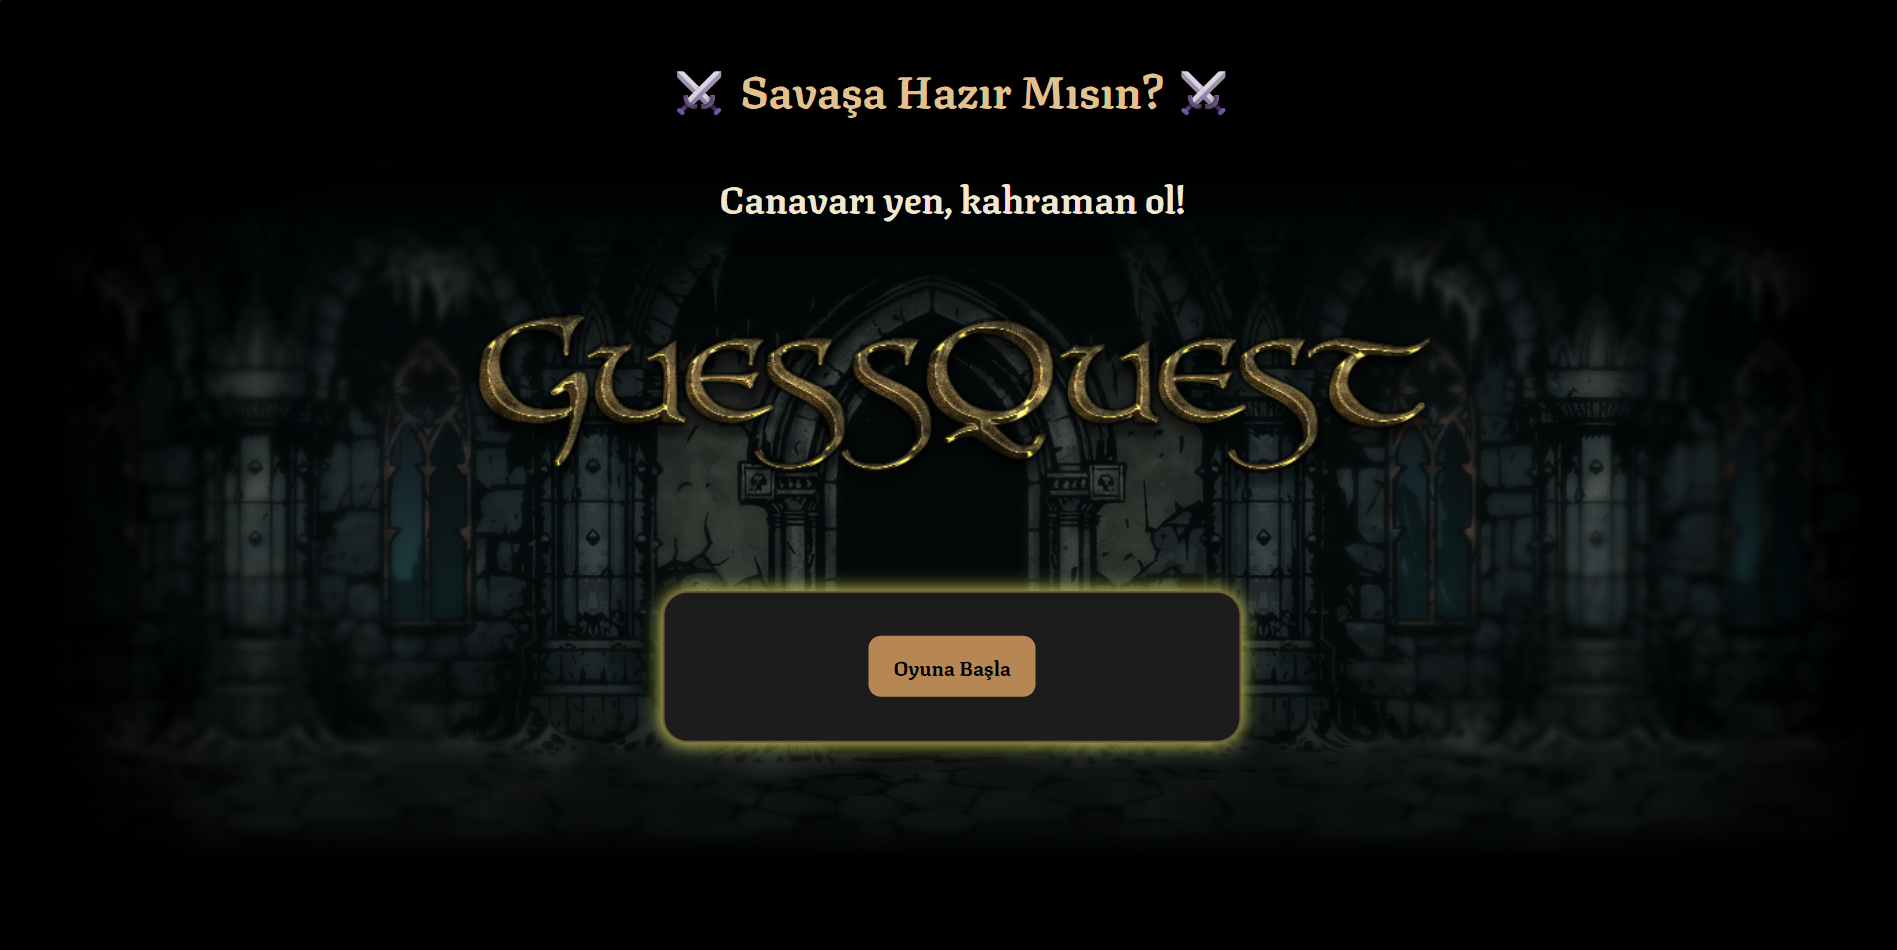 ⚔️ Savaşa Hazır Mısın? ⚔️
Canavarı yen, kahraman ol!
GuessQuest
Oyuna Başla